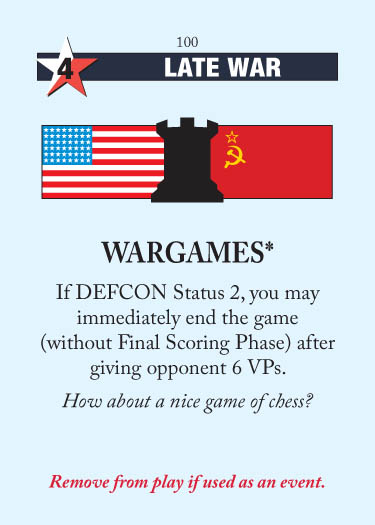 100
4
LATE WAR
WARGAMES*
If DEFCON Status 2, you may
immediately end the game
(without Final Scoring Phase) after
giving opponent 6 VPs.
How about a nice game of chess?
Remove from play if used as an event.